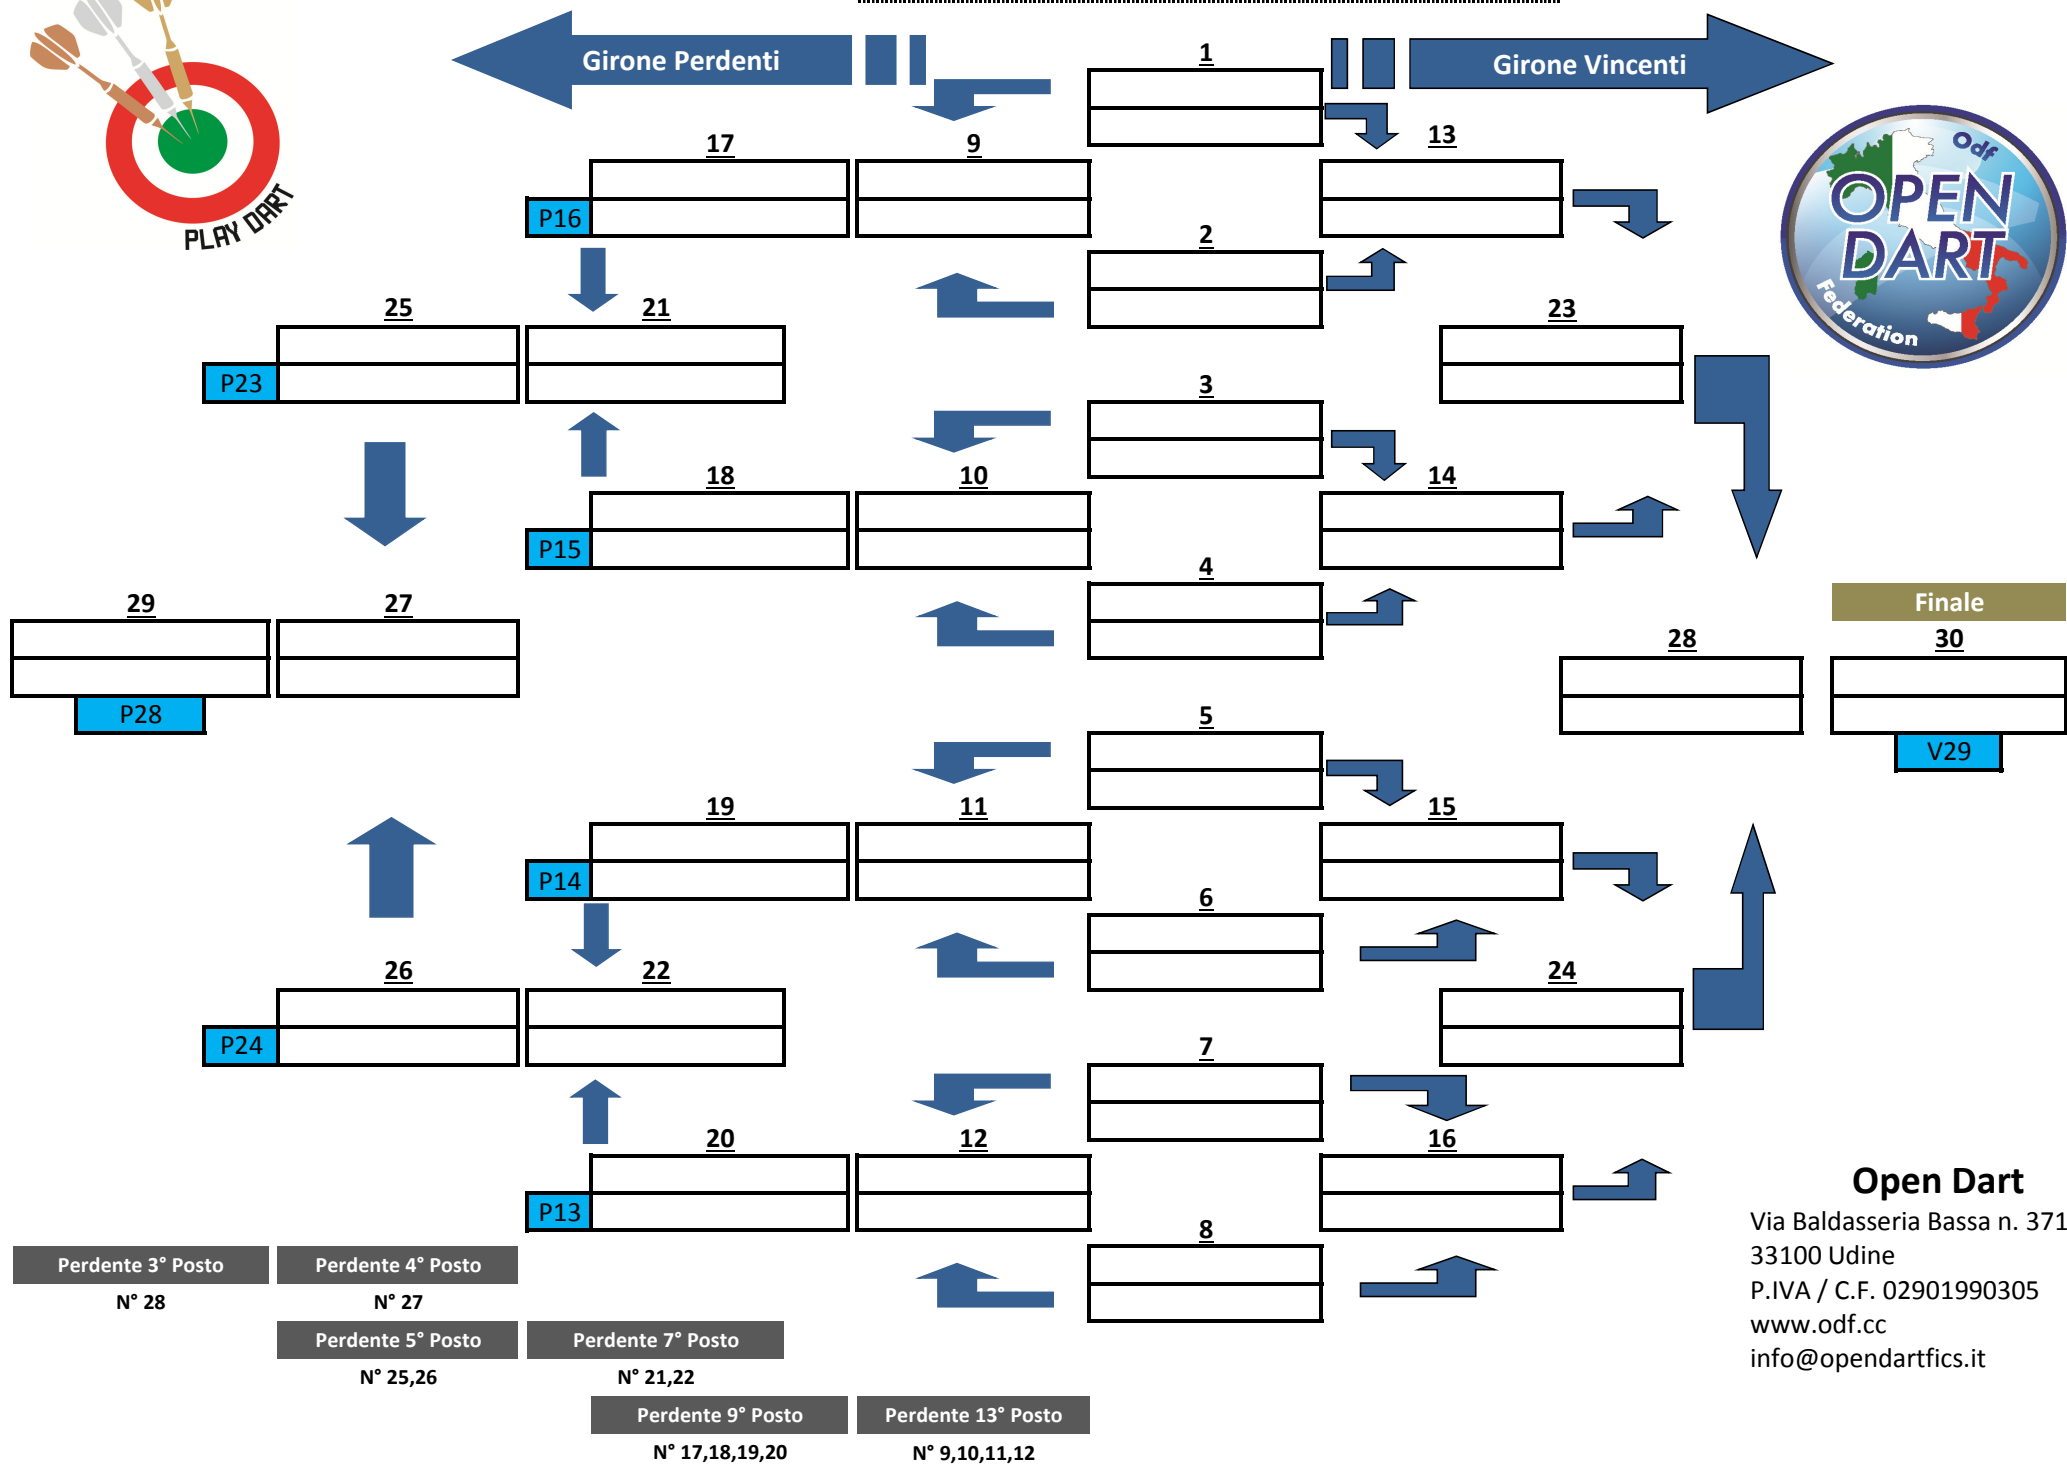 Girone Perdenti
Girone Vincenti
1
PLAY DART
Odf
OPEN
DART
Federation
17
9
13
P16
2
25
21
23
P23
3
18
10
14
P15
4
29
27
Finale
28
30
P28
5
V29
19
11
15
P14
6
26
22
24
P24
7
20
12
16
P13
8
Open Dart
Via Baldasseria Bassa n. 371
33100 Udine
P.IVA / C.F. 02901990305
www.odf.cc
info@opendartfics.it
Perdente 3° Posto
Perdente 4° Posto
N° 28
N° 27
Perdente 5° Posto
Perdente 7° Posto
N° 25,26
N° 21,22
Perdente 9° Posto
Perdente 13° Posto
N° 17,18,19,20
N° 9,10,11,12